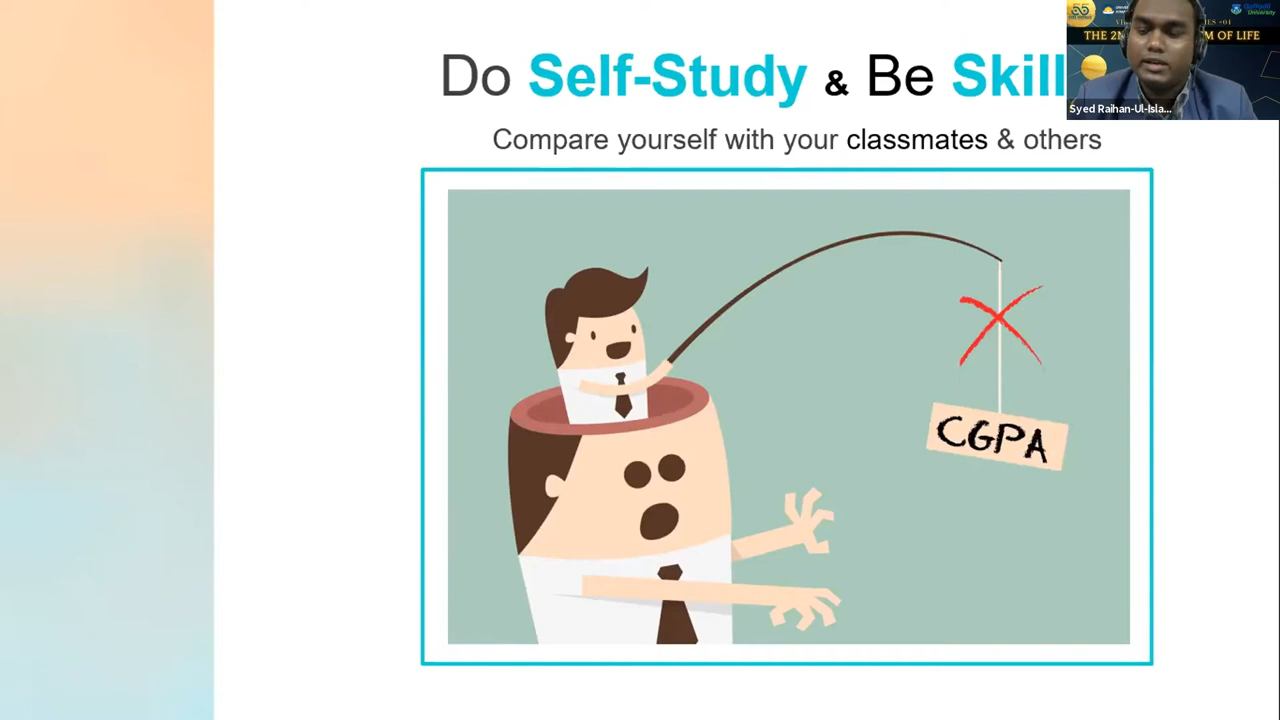 Do Self-Study & Be Skill
Compare yourself with your classmates & others
CGPA
THE 2N M OF LIFE
Syed Raihan-Ul-Isla...
University